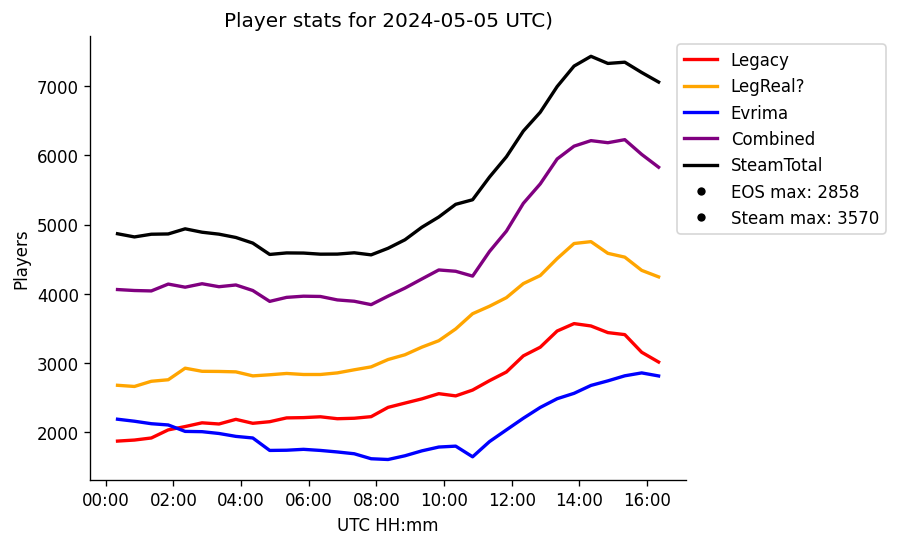 Player stats for 2024-05-05 UTC)
Legacy
LegReal?
Evrima
Combined
SteamTotal
EOS max: 2858
Steam max: 3570
7000
6000
5000
4000
3000
2000
Players
00:00 02:00 04:00 06:00 08:00 10:00 12:00 14:00 16:00
UTC HH:mm